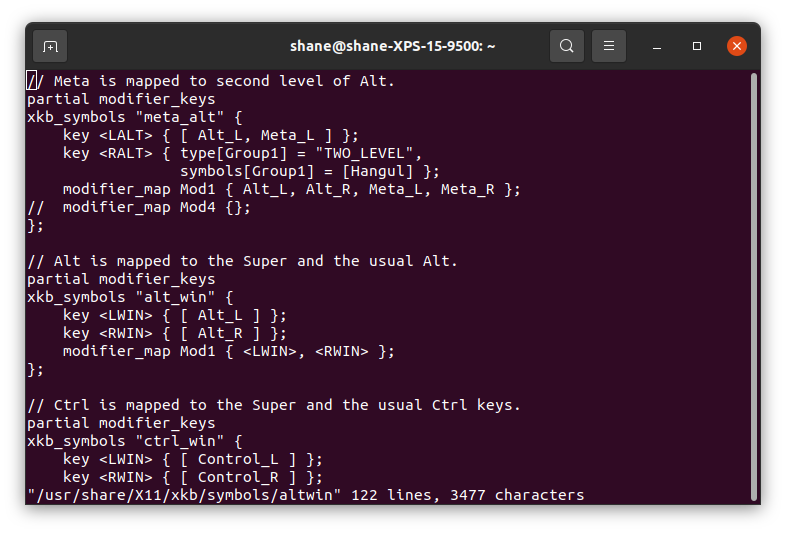 shane@shane-XPS-15-9500: ~
// Meta is mapped to second level of Alt.
partial modifier_keys
xkb_symbols "meta_alt" {
    key <LALT> { [ Alt_L, Meta_L ] };
    key <RALT> { type[Group1] = "TWO_LEVEL",
                 symbols[Group1] = [Hangul] };
    modifier_map Mod1 { Alt_L, Alt_R, Meta_L, Meta_R };
//  modifier_map Mod4 {};
};

// Alt is mapped to the Super and the usual Alt.
partial modifier_keys
xkb_symbols "alt_win" {
    key <LWIN> { [ Alt_L ] };
    key <RWIN> { [ Alt_R ] };
    modifier_map Mod1 { <LWIN>, <RWIN> };
};

// Ctrl is mapped to the Super and the usual Ctrl keys.
partial modifier_keys
xkb_symbols "ctrl_win" {
    key <LWIN> { [ Control_L ] };
    key <RWIN> { [ Control_R ] };
"/usr/share/X11/xkb/symbols/altwin" 122 lines, 3477 characters